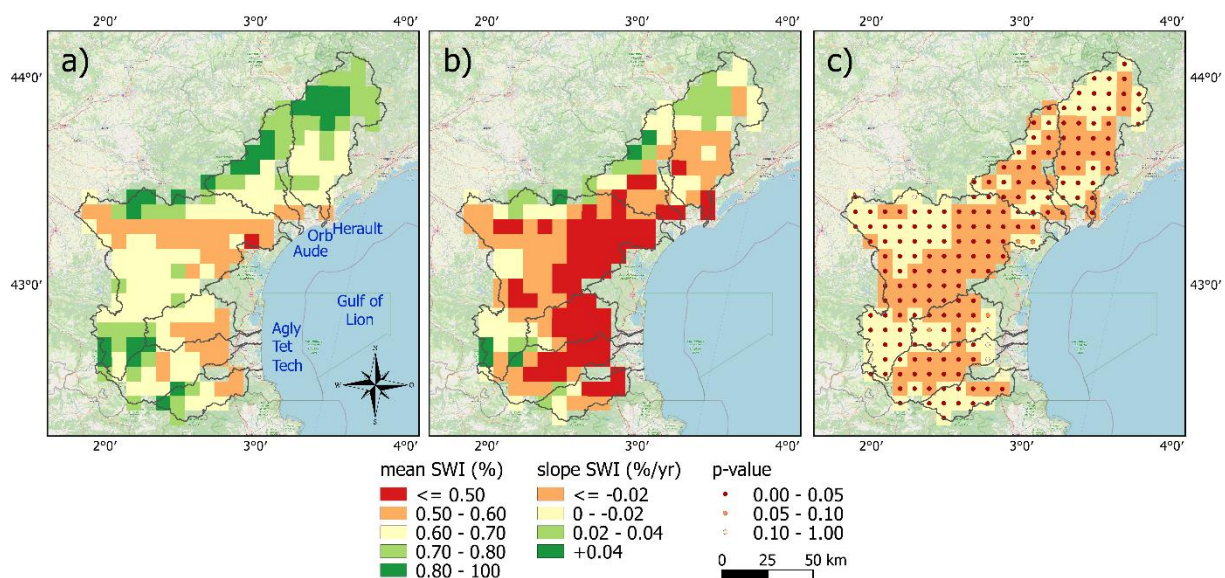 2°0' 3°0' 4°0' 2°0' 3°0' 4°0' 2°0' 3°0' 4°0'
a) b) c)
44°0' 44°0'
Orb Herault
Aude
43°0' 43°0'
Gulf of
Lion
Agly
Tet
Tech
N
W O
S
2°0' 3°0' 4°0' 2°0' 3°0' 4°0' 2°0' 3°0' 4°0'
mean SWI (%) slope SWI (%/yr) p-value
<= 0.50 <= -0.02 0.00 - 0.05
0.50 - 0.60 0 - -0.02 0.05 - 0.10
0.60 - 0.70 0.02 - 0.04 0.10 - 1.00
0.70 - 0.80 +0.04
0.80 - 100 0 25 50 km